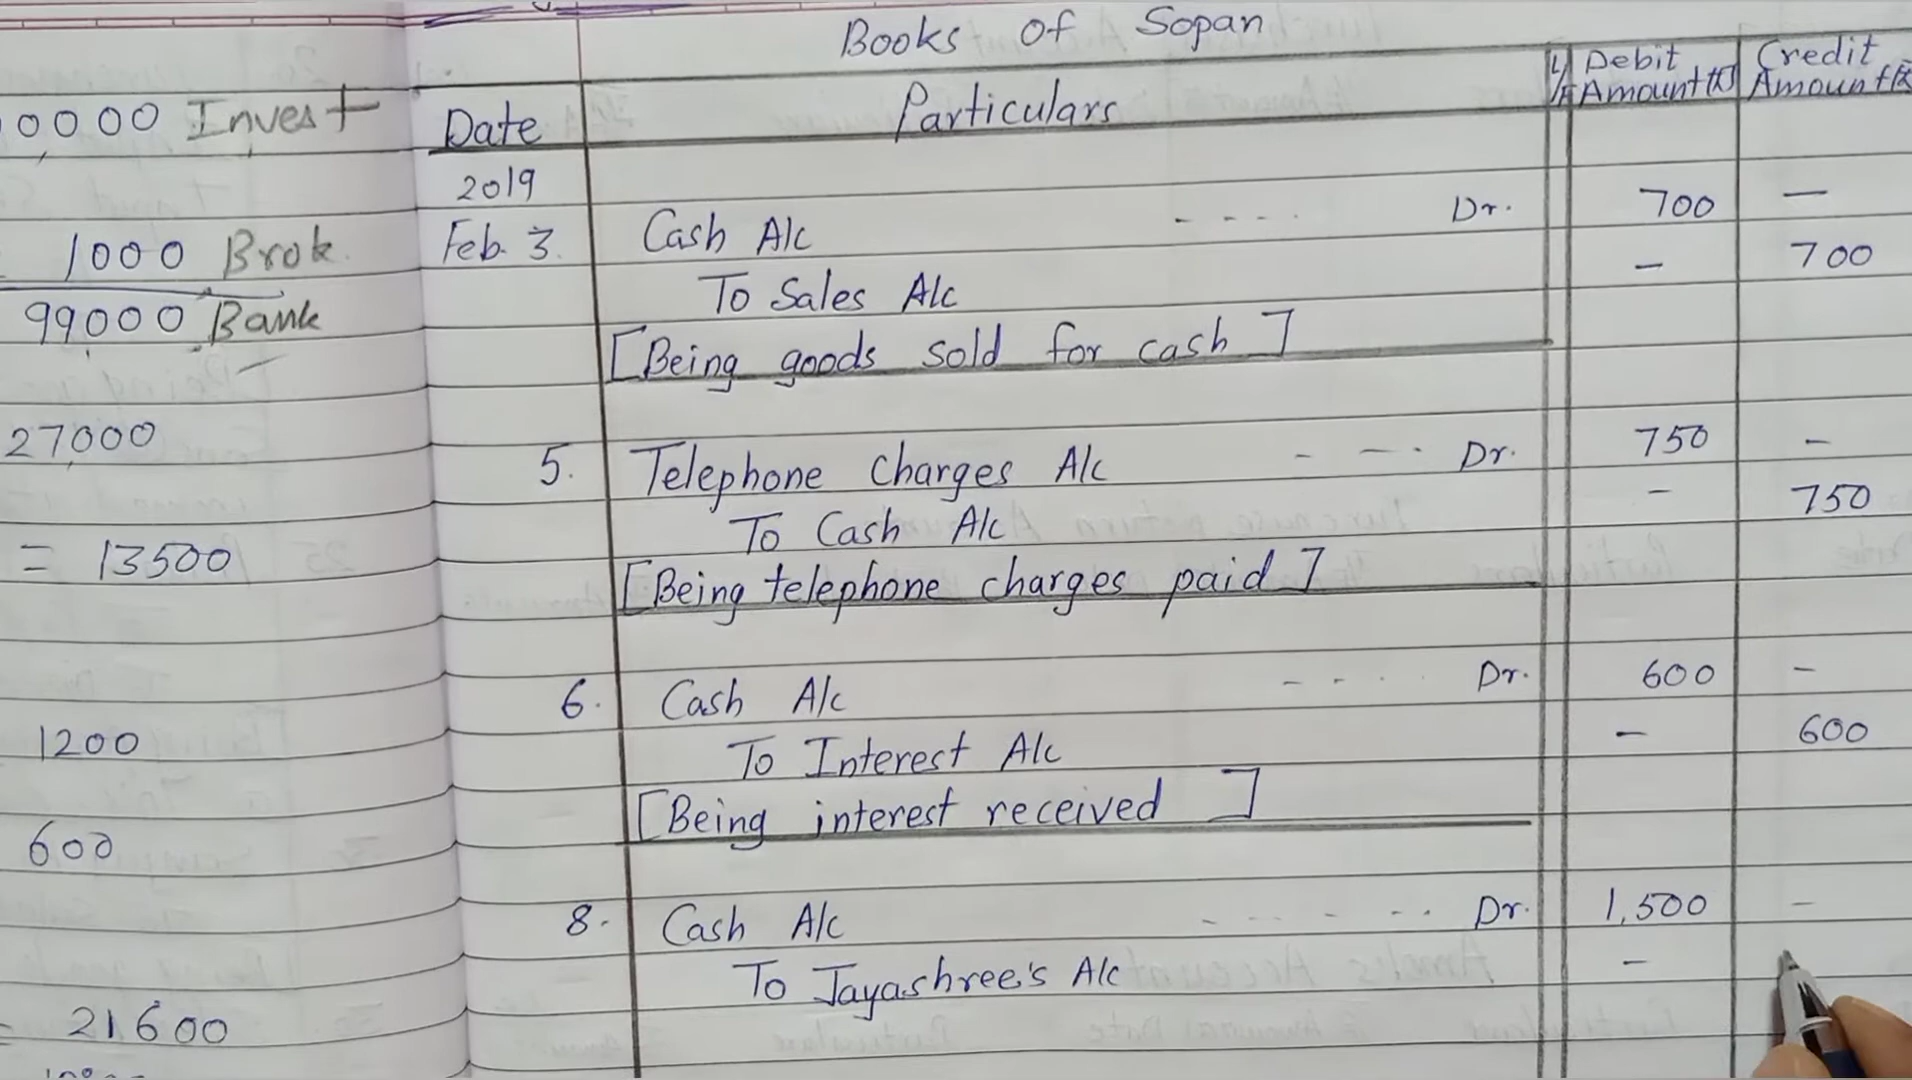 0000 Invest
1000 Brok.
99000 Bank
27,000
= 13500
1200
600
= 21600
Books Of Sopan
Date Particulars L/F Debit Amount(₹) Credit Amount(₹)
2019
Feb. 3. Cash A/c - - - - Dr. 700 —
To Sales A/c — 700
[Being goods sold for cash]
5. Telephone Charges A/c - - - . Dr. 750 —
To Cash A/c — 750
[Being telephone charges paid]
6. Cash A/c - - . . Dr. 600 —
To Interest A/c — 600
[Being interest received]
8. Cash A/c - - - - - . . Dr. 1,500 —
To Jayashree's A/c —